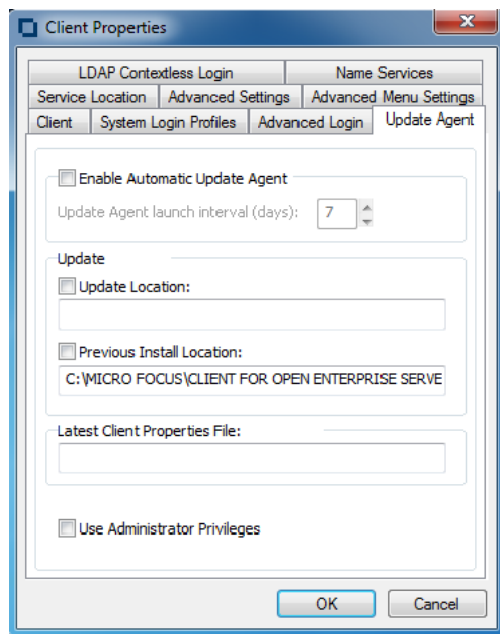 Client Properties
LDAP Contextless Login
Name Services
Service Location
Advanced Settings
Advanced Menu Settings
Client
System Login Profiles
Advanced Login
Update Agent
Enable Automatic Update Agent
Update Agent launch interval (days):
7
Update
Update Location:
Previous Install Location:
C:\MICRO FOCUS\CLIENT FOR OPEN ENTERPRISE SERVE
Latest Client Properties File:
Use Administrator Privileges
OK
Cancel